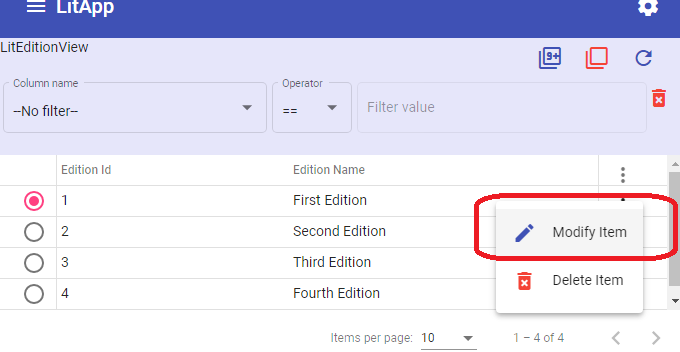 LitApp
LitEditionView
9+
Column name
--No filter--
Operator
==
Filter value
Edition Id Edition Name
1 First Edition
2 Second Edition
3 Third Edition
4 Fourth Edition
Modify Item
Delete Item
Items per page: 10 1 – 4 of 4